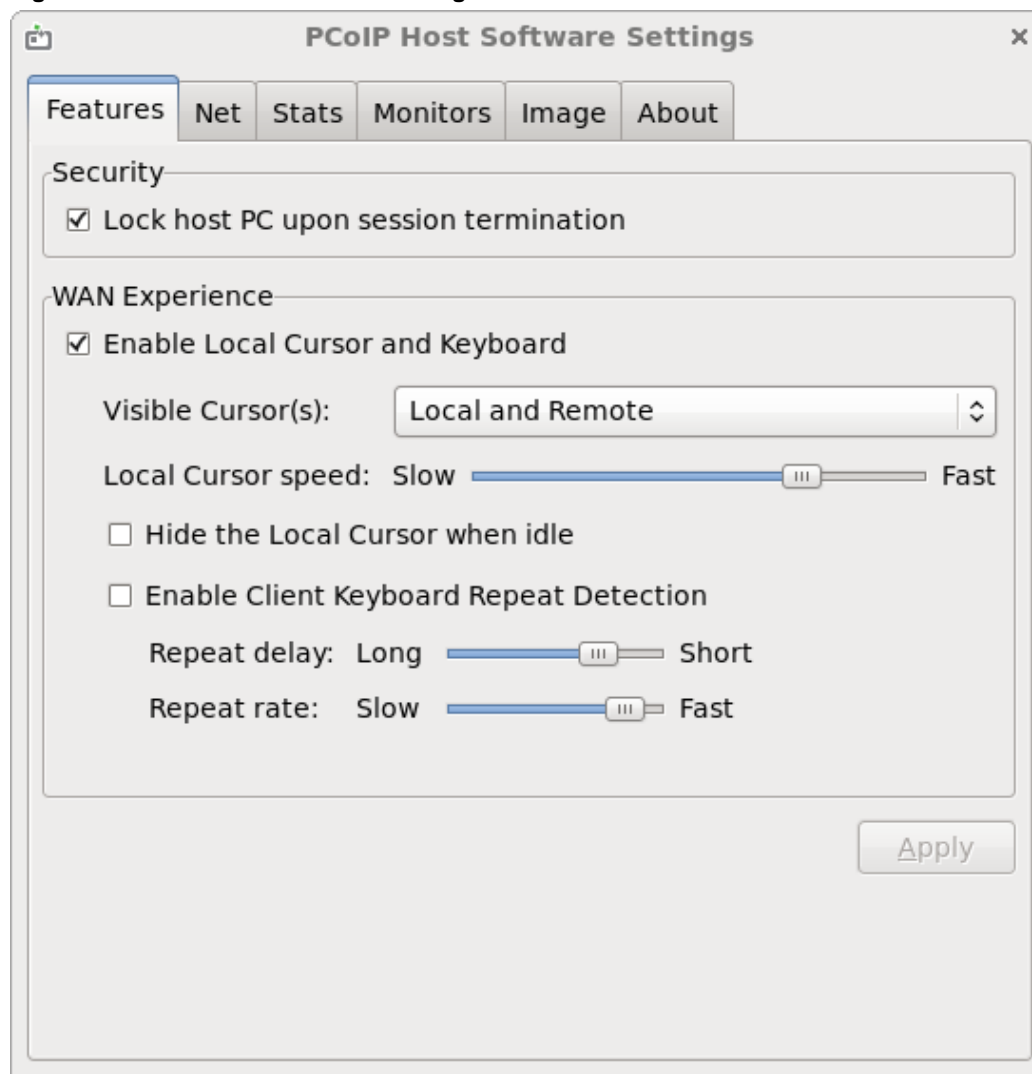 PCoIP Host Software Settings
Features Net Stats Monitors Image About
Security
Lock host PC upon session termination
WAN Experience
Enable Local Cursor and Keyboard
Visible Cursor(s): Local and Remote
Local Cursor speed: Slow Fast
Hide the Local Cursor when idle
Enable Client Keyboard Repeat Detection
Repeat delay: Long Short
Repeat rate: Slow Fast
Apply